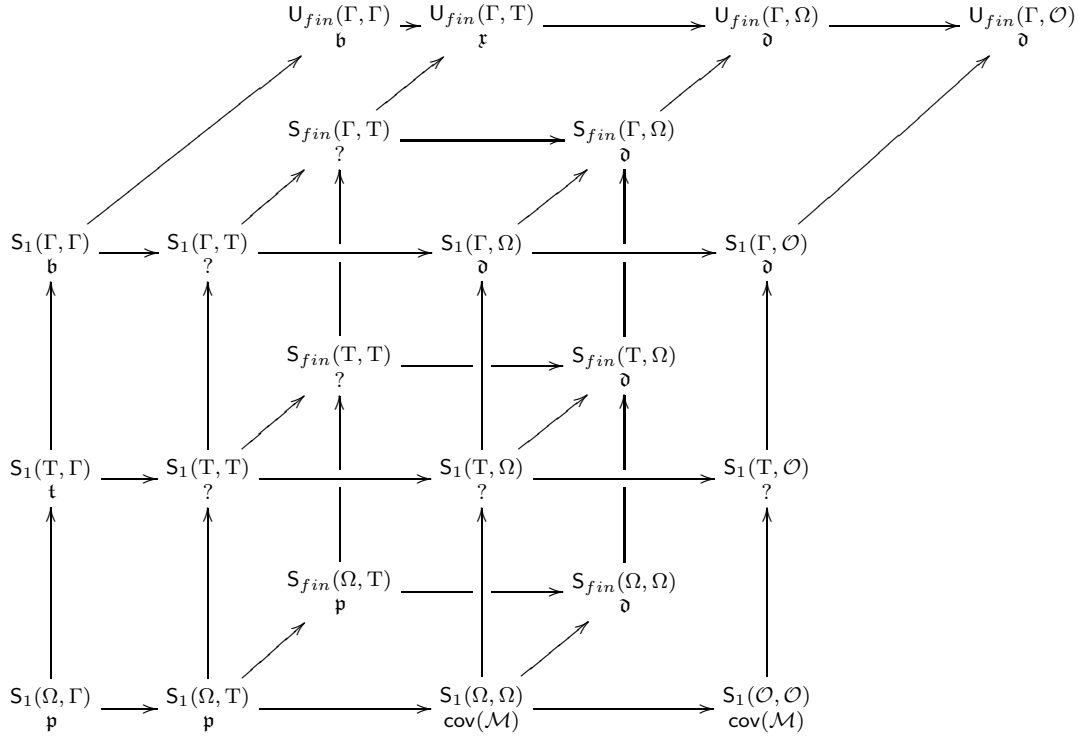 U_{fin}(Γ, Γ) U_{fin}(Γ, T) U_{fin}(Γ, Ω) U_{fin}(Γ, 𝒪)
𝔟 𝔵 𝔡 𝔡
S_{fin}(Γ, T) S_{fin}(Γ, Ω)
? 𝔡
S_1(Γ, Γ) S_1(Γ, T) S_1(Γ, Ω) S_1(Γ, 𝒪)
𝔟 ? 𝔡 𝔡
S_{fin}(T, T) S_{fin}(T, Ω)
? 𝔡
S_1(T, Γ) S_1(T, T) S_1(T, Ω) S_1(T, 𝒪)
𝔱 ? ? ?
S_{fin}(Ω, T) S_{fin}(Ω, Ω)
𝔭 𝔡
S_1(Ω, Γ) S_1(Ω, T) S_1(Ω, Ω) S_1(𝒪, 𝒪)
𝔭 𝔭 cov(ℳ) cov(ℳ)